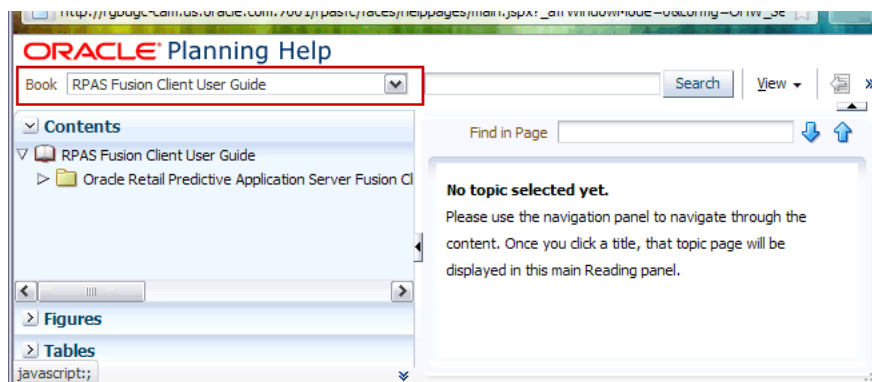 ORACLE Planning Help
Book RPAS Fusion Client User Guide Search View
Contents
RPAS Fusion Client User Guide
Oracle Retail Predictive Application Server Fusion Cl
Figures
Tables
javascript:;
Find in Page
No topic selected yet.
Please use the navigation panel to navigate through the
content. Once you click a title, that topic page will be
displayed in this main Reading panel.